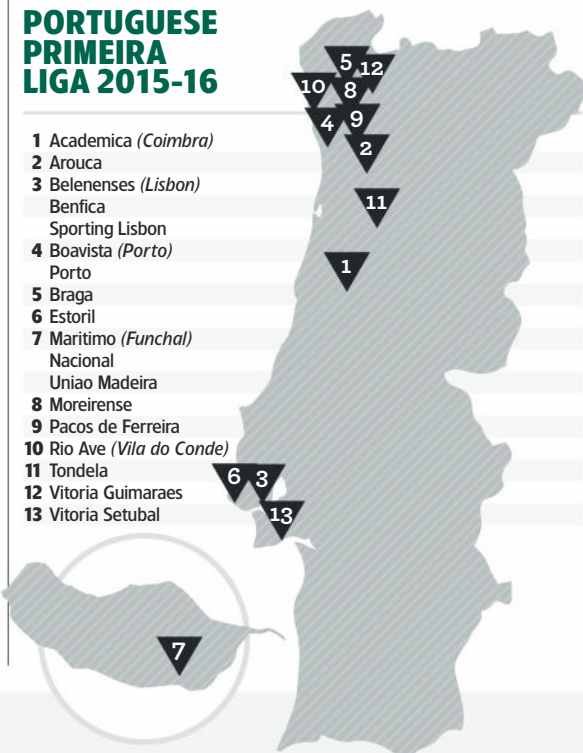 PORTUGUESE
PRIMEIRA
LIGA 2015-16
1 Academica (Coimbra)
2 Arouca
3 Belenenses (Lisbon)
Benfica
Sporting Lisbon
4 Boavista (Porto)
Porto
5 Braga
6 Estoril
7 Maritimo (Funchal)
Nacional
Uniao Madeira
8 Moreirense
9 Pacos de Ferreira
10 Rio Ave (Vila do Conde)
11 Tondela
12 Vitoria Guimaraes
13 Vitoria Setubal
5
12
10
8
4
9
2
11
1
6
3
13
7